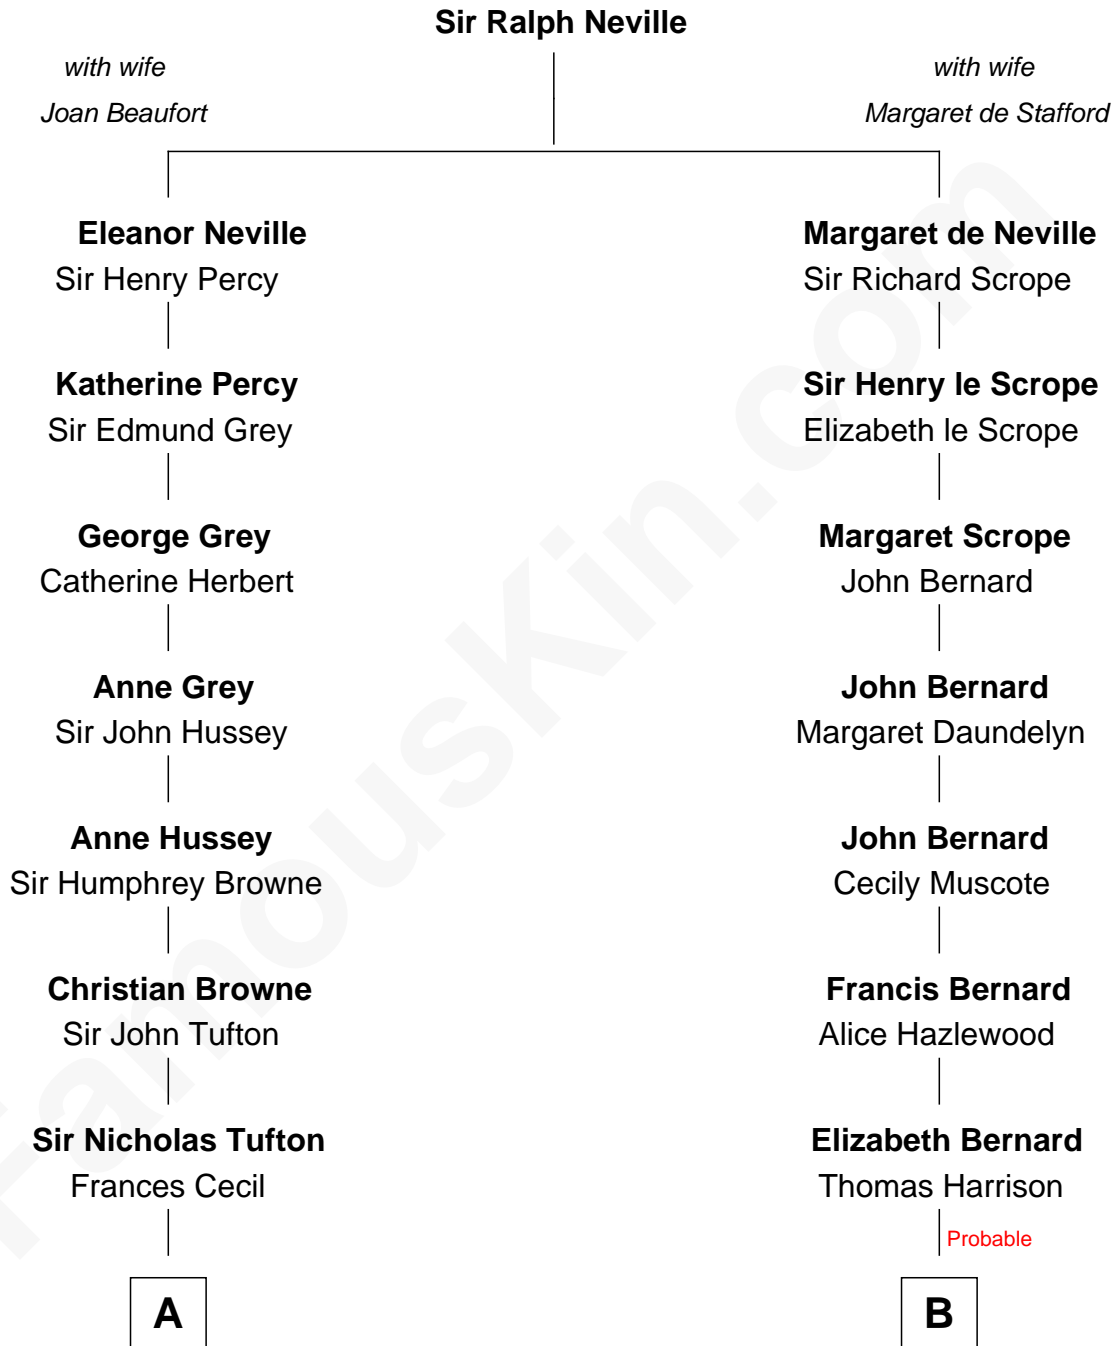 Sir Ralph Neville
with wife
Joan Beaufort
with wife
Margaret de Stafford
Eleanor Neville
Sir Henry Percy
Margaret de Neville
Sir Richard Scrope
Katherine Percy
Sir Edmund Grey
Sir Henry le Scrope
Elizabeth le Scrope
George Grey
Catherine Herbert
Margaret Scrope
John Bernard
Anne Grey
Sir John Hussey
John Bernard
Margaret Daundelyn
Anne Hussey
Sir Humphrey Browne
John Bernard
Cecily Muscote
Christian Browne
Sir John Tufton
Francis Bernard
Alice Hazlewood
Sir Nicholas Tufton
Frances Cecil
Elizabeth Bernard
Thomas Harrison
Probable
A
B
FamousKin.com